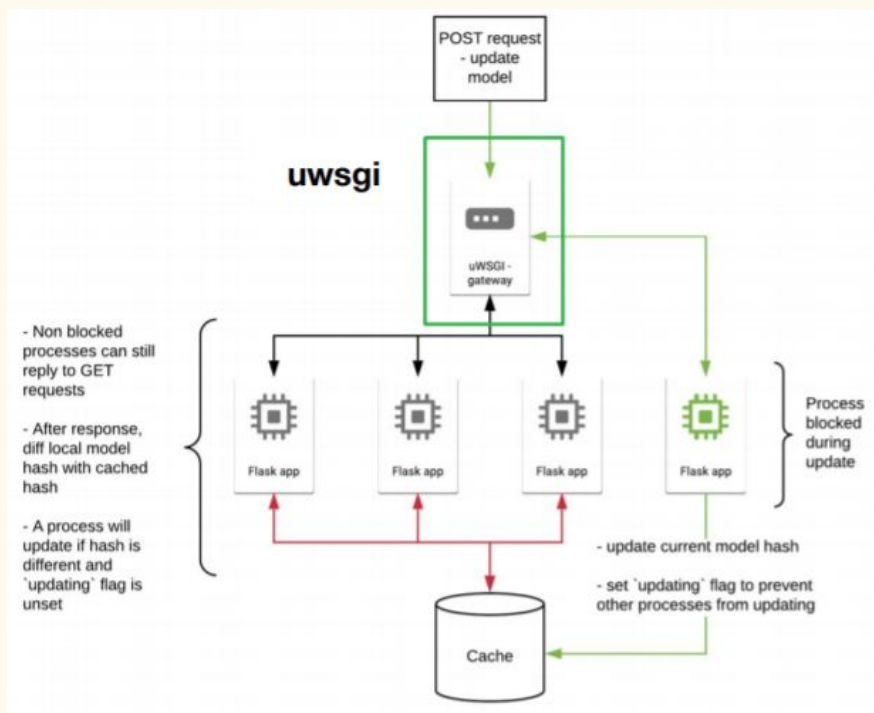 POST request
- update
model
uwsgi
uWSGI -
gateway
- Non blocked
processes can still
reply to GET
requests
- After response,
diff local model
hash with cached
hash
- A process will
update if hash is
different and
`updating` flag is
unset
Flask app
Flask app
Flask app
Flask app
Process
blocked
during
update
- update current model hash
- set `updating` flag to prevent
other processes from updating
Cache